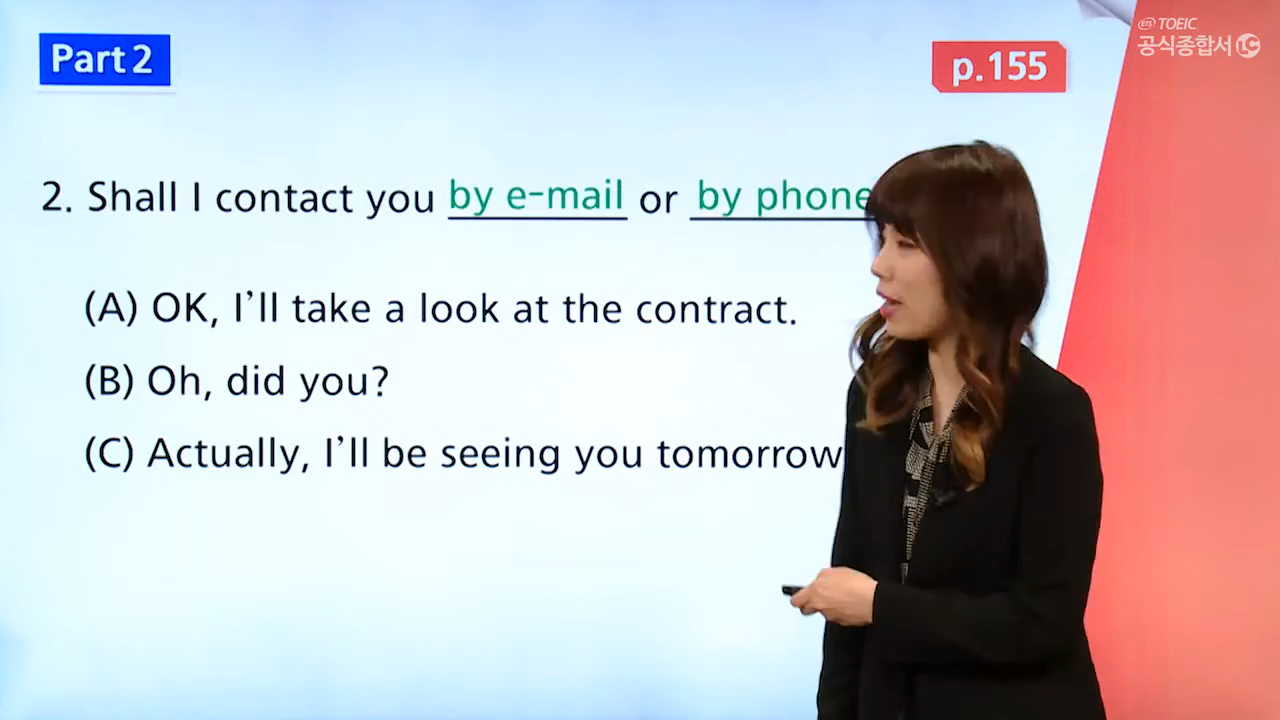 ETS TOEIC
공식종합서 LC
Part 2
p.155
2. Shall I contact you by e-mail or by phone
(A) OK, I'll take a look at the contract.
(B) Oh, did you?
(C) Actually, I'll be seeing you tomorrow